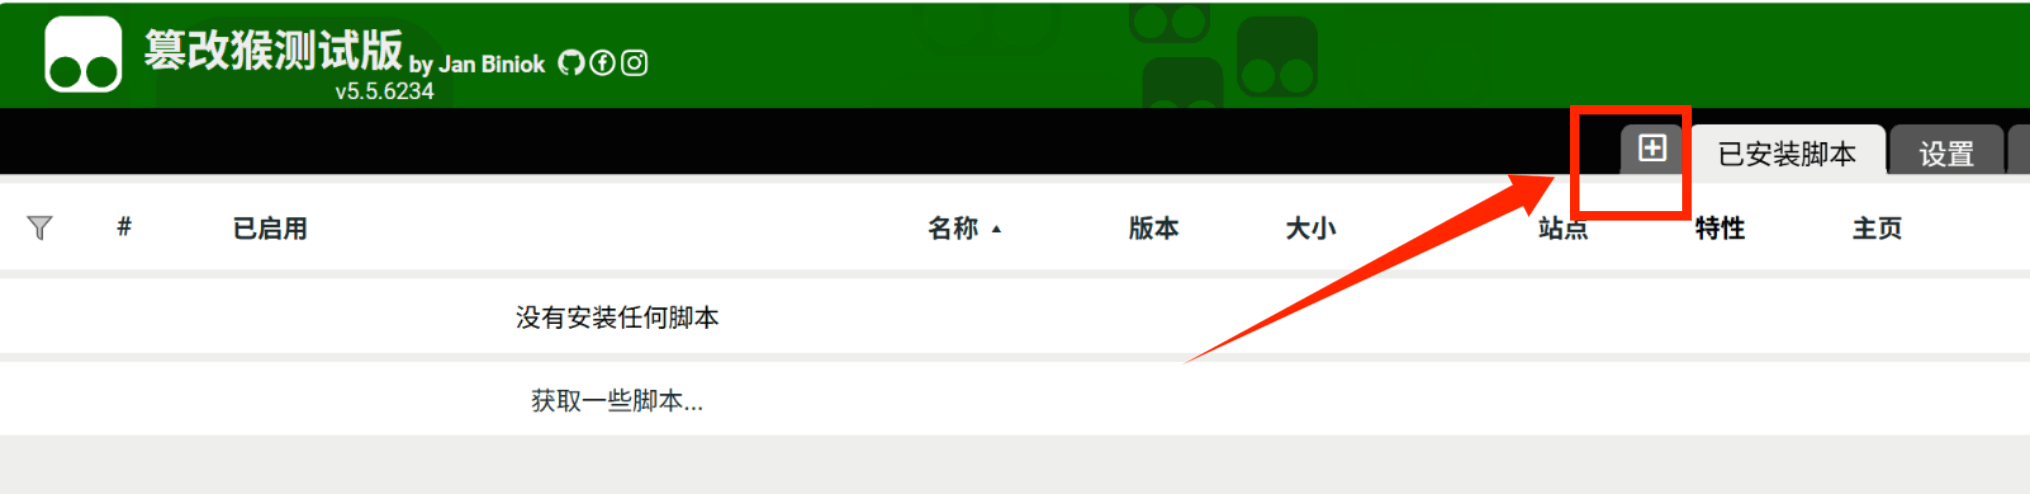 篡改猴测试版 by Jan Biniok
v5.5.6234
已安装脚本 设置
# 已启用 名称 ▲ 版本 大小 站点 特性 主页
没有安装任何脚本
获取一些脚本...